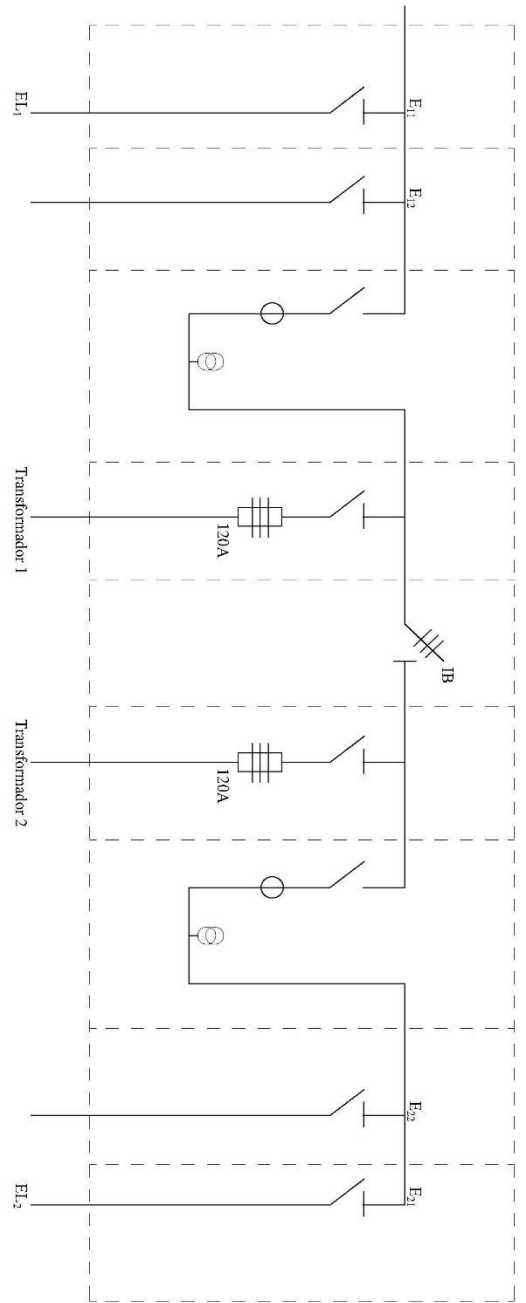 EL₁
E₁₁
E₁₂
Transformador 1
120A
IB
Transformador 2
120A
E₂₂
EL₂
E₂₁